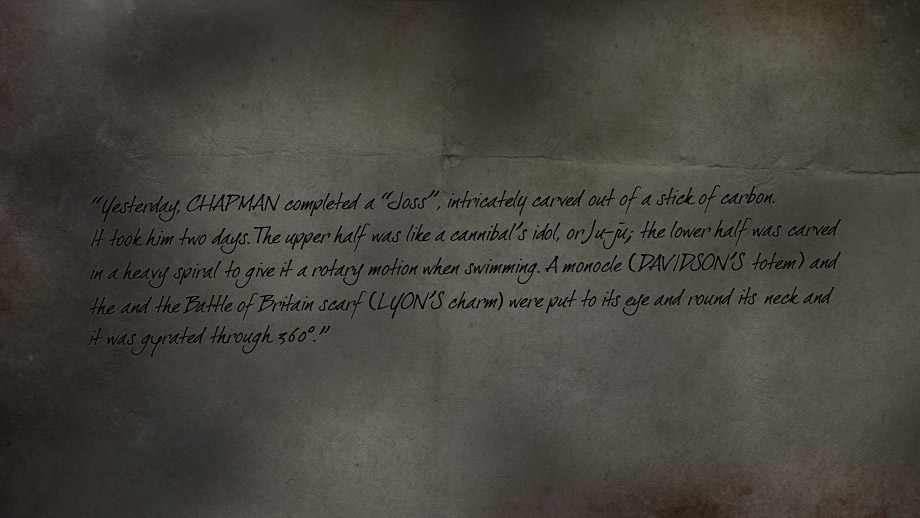 “Yesterday, CHAPMAN completed a “Joss”, intricately carved out of a stick of carbon.
It took him two days. The upper half was like a cannibal’s idol, or Ju-ju; the lower half was carved
in a heavy spiral to give it a rotary motion when swimming. A monocle (DAVIDSON’S totem) and
the and the Battle of Britain scarf (LYON’S charm) were put to its eye and round its neck and
it was gyrated through 360°.”